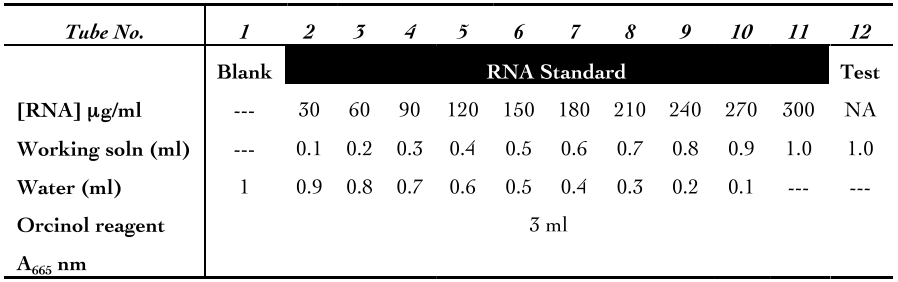 Tube No. 1 2 3 4 5 6 7 8 9 10 11 12
Blank RNA Standard Test
[RNA] µg/ml --- 30 60 90 120 150 180 210 240 270 300 NA
Working soln (ml) --- 0.1 0.2 0.3 0.4 0.5 0.6 0.7 0.8 0.9 1.0 1.0
Water (ml) 1 0.9 0.8 0.7 0.6 0.5 0.4 0.3 0.2 0.1 --- ---
Orcinol reagent 3 ml
A665 nm